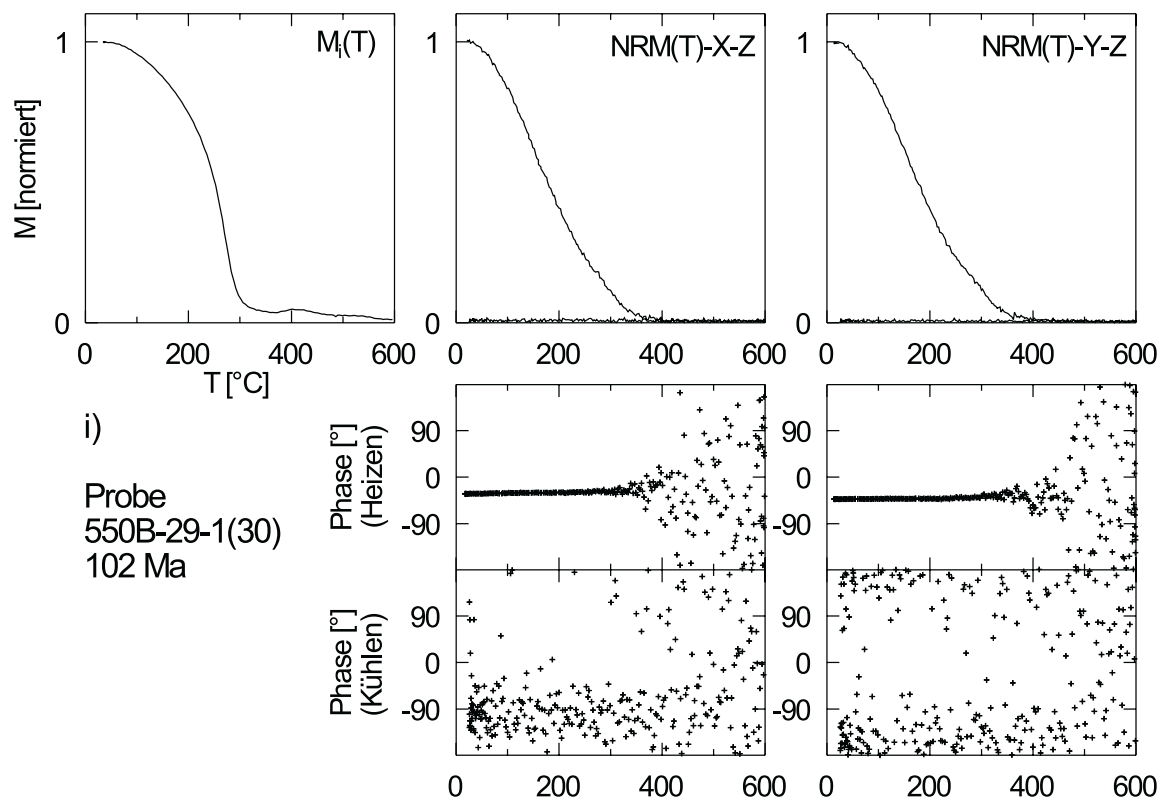 1
M [normiert]
0
Mi(T)
0 200 400 600
T [°C]
1
0
NRM(T)-X-Z
0 200 400 600
1
0
NRM(T)-Y-Z
0 200 400 600
i)
Probe
550B-29-1(30)
102 Ma
Phase [°]
(Heizen)
90
0
-90
90
0
-90
Phase [°]
(Kühlen)
90
0
-90
0 200 400 600
90
0
-90
0 200 400 600